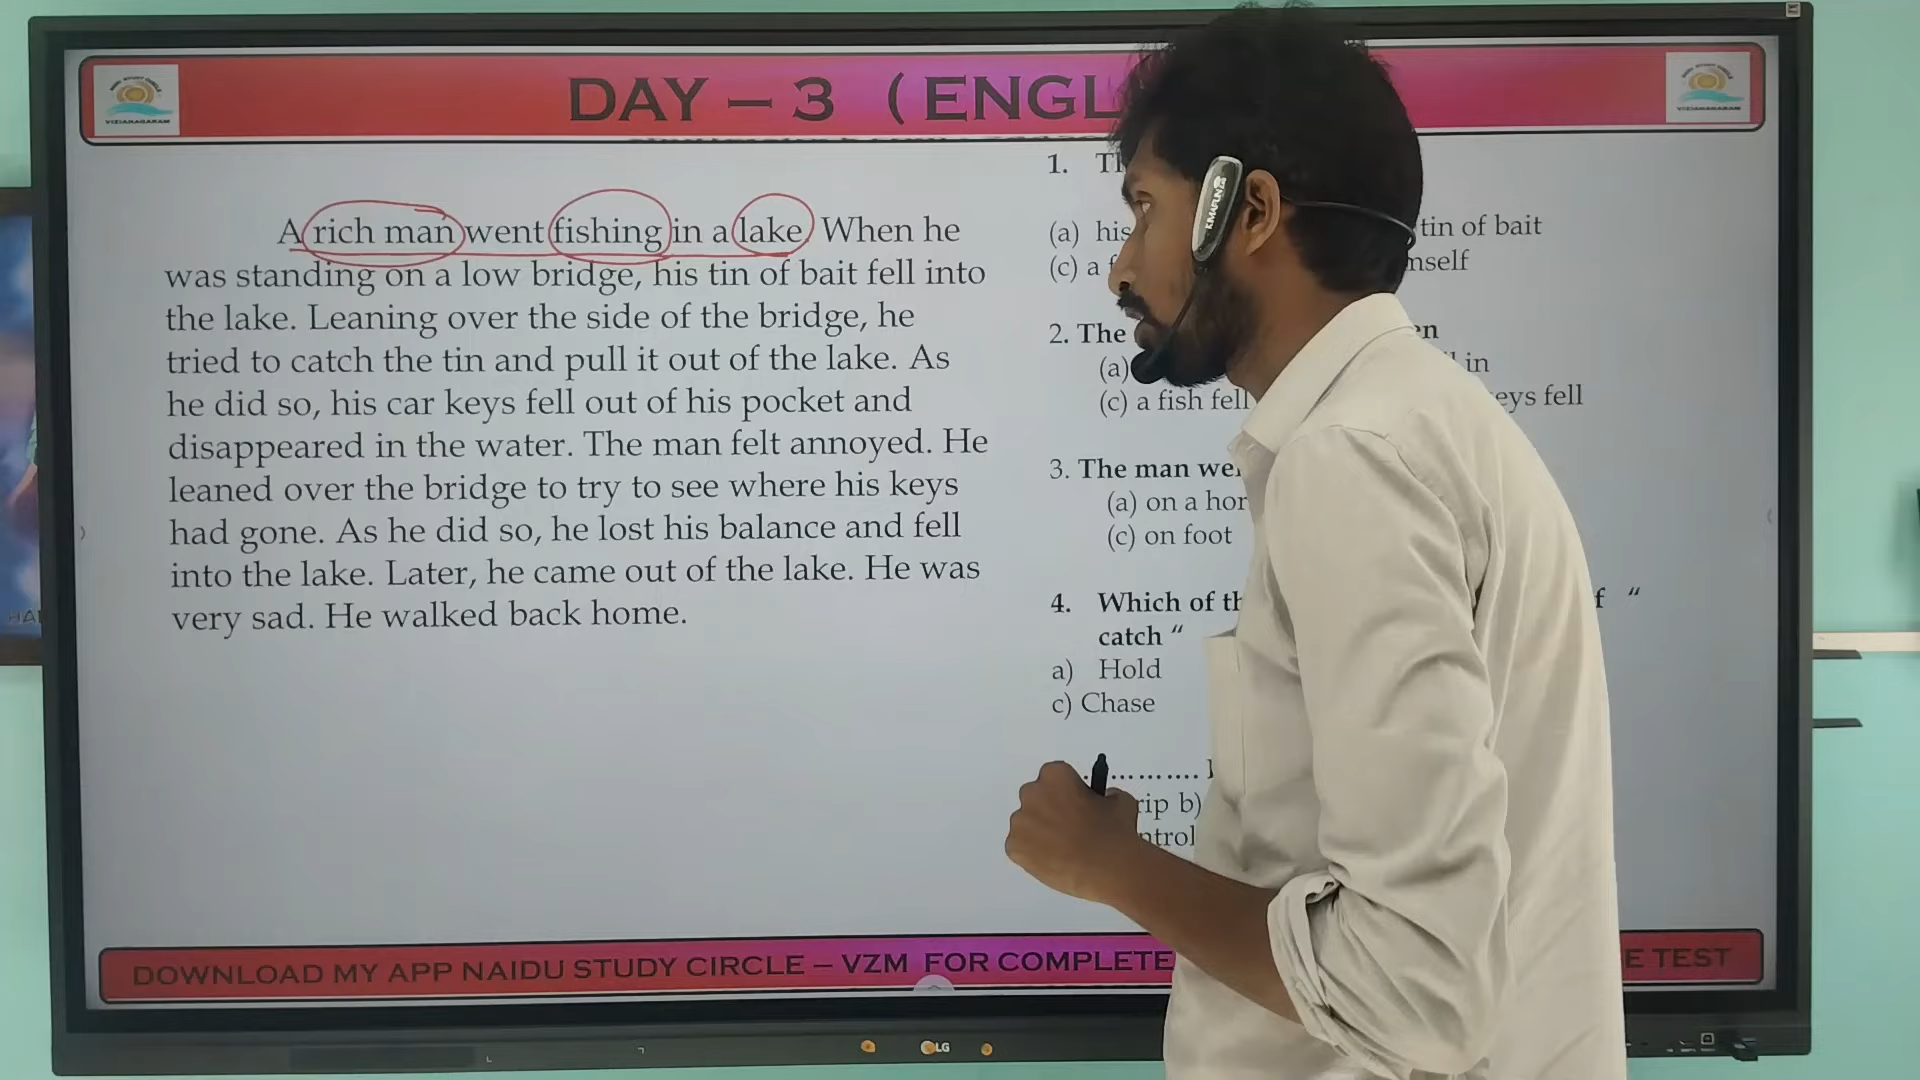 DAY – 3 ( ENGL
A rich man went fishing in a lake. When he
was standing on a low bridge, his tin of bait fell into
the lake. Leaning over the side of the bridge, he
tried to catch the tin and pull it out of the lake. As
he did so, his car keys fell out of his pocket and
disappeared in the water. The man felt annoyed. He
leaned over the bridge to try to see where his keys
had gone. As he did so, he lost his balance and fell
into the lake. Later, he came out of the lake. He was
very sad. He walked back home.
1.
(a) his tin of bait
(c) a
2. The
(a) in
(c) a fish fell fell
3. The man
(a) on a
(c) on foot
4. Which of “
catch “
a) Hold
c) Chase
b)
DOWNLOAD MY APP NAIDU STUDY CIRCLE – VZM FOR COMPLETE TEST
VIZIANAGARAM
VIZIANAGARAM
KMAFUN
LG